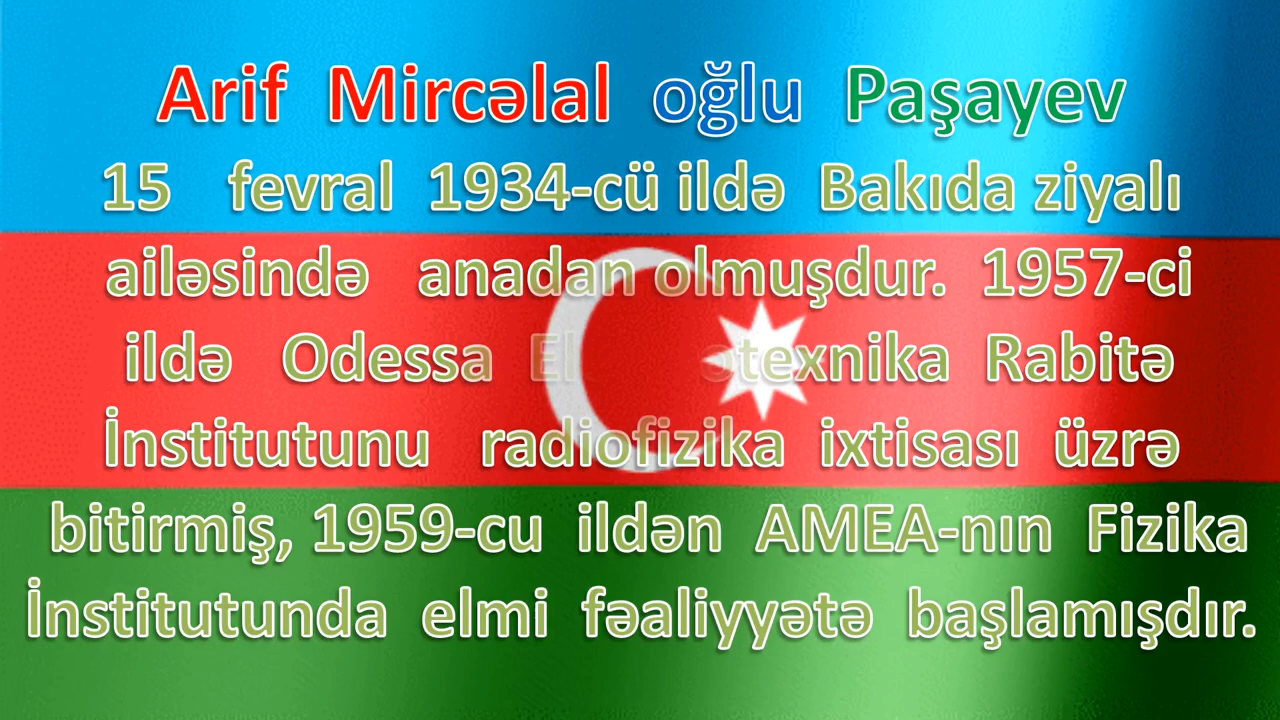 Arif Mircəlal oğlu Paşayev
15 fevral 1934-cü ildə Bakıda ziyalı
ailəsində anadan olmuşdur. 1957-ci
ildə Odessa Rabitə
İnstitutunu radiofizika ixtisası üzrə
bitirmiş, 1959-cu ildən AMEA-nın Fizika
İnstitutunda elmi fəaliyyətə başlamışdır.